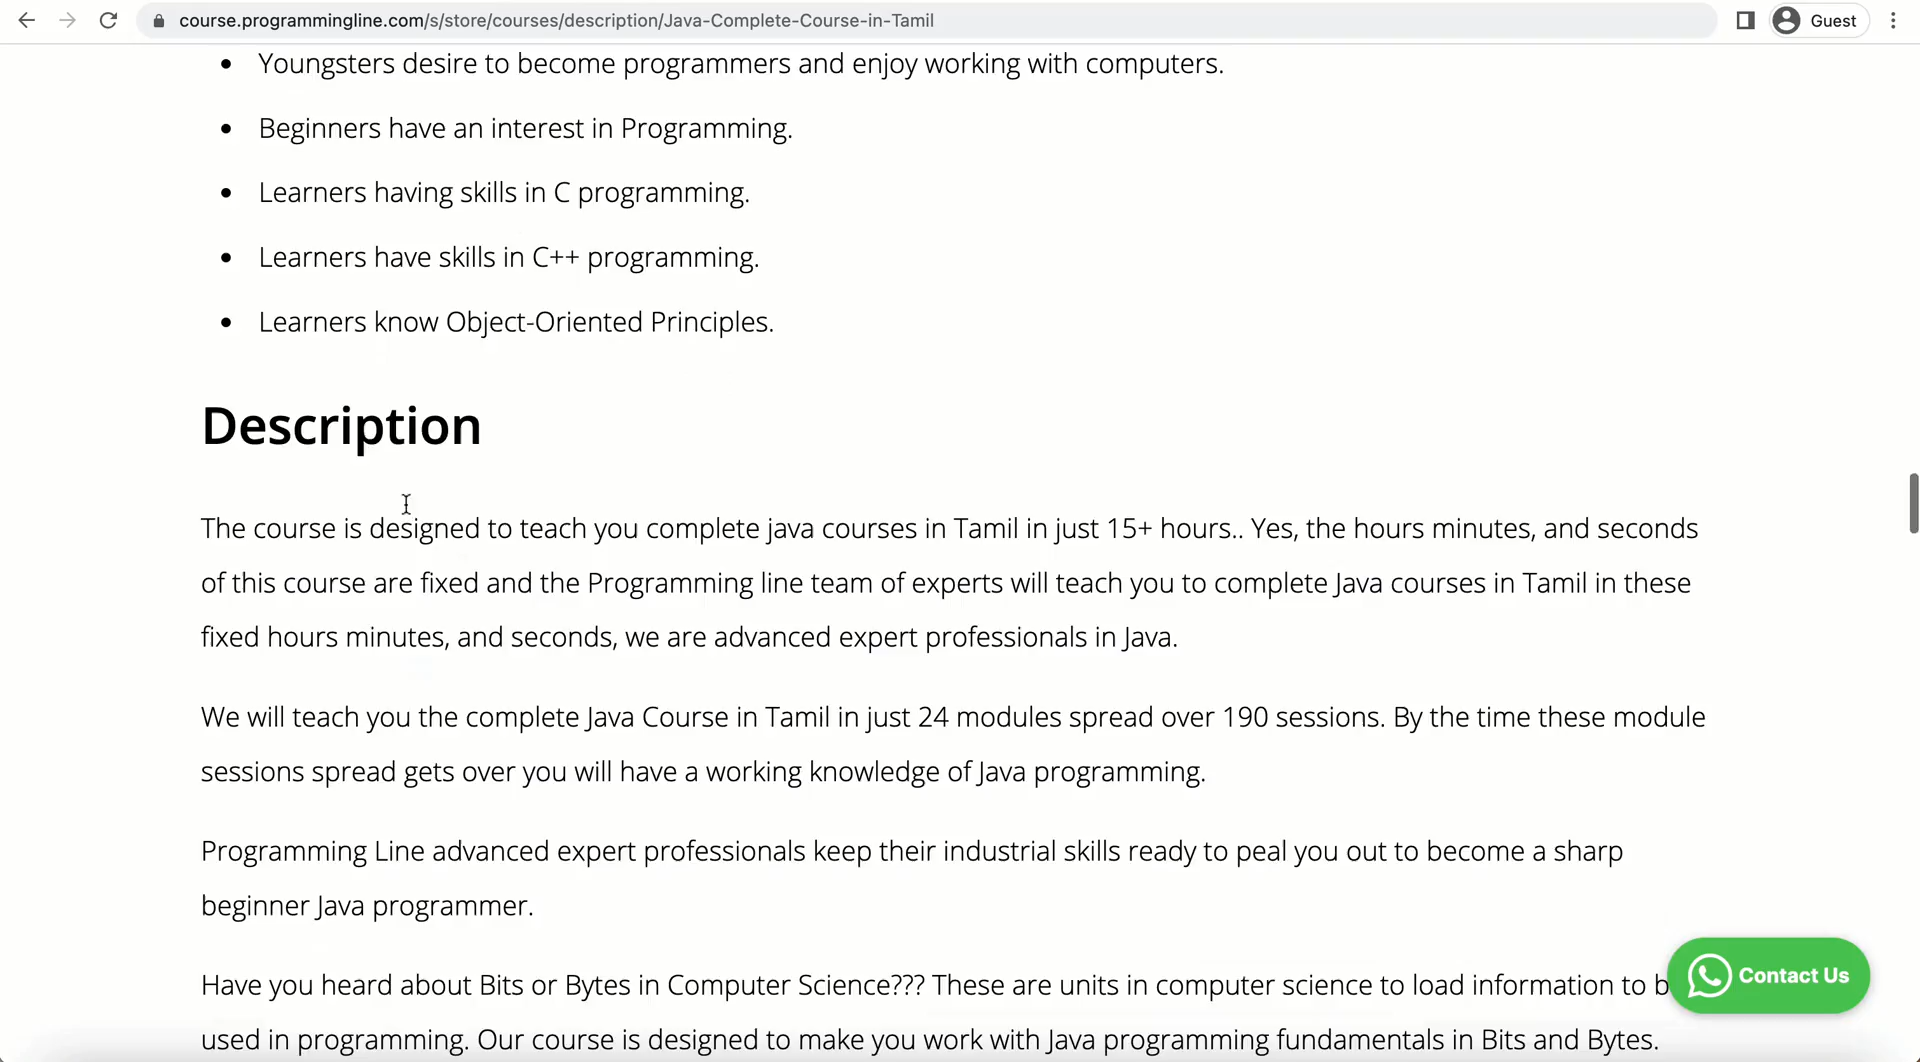 course.programmingline.com/s/store/courses/description/Java-Complete-Course-in-Tamil
Guest
Youngsters desire to become programmers and enjoy working with computers.
Beginners have an interest in Programming.
Learners having skills in C programming.
Learners have skills in C++ programming.
Learners know Object-Oriented Principles.
Description
The course is designed to teach you complete java courses in Tamil in just 15+ hours.. Yes, the hours minutes, and seconds
of this course are fixed and the Programming line team of experts will teach you to complete Java courses in Tamil in these
fixed hours minutes, and seconds, we are advanced expert professionals in Java.
We will teach you the complete Java Course in Tamil in just 24 modules spread over 190 sessions. By the time these module
sessions spread gets over you will have a working knowledge of Java programming.
Programming Line advanced expert professionals keep their industrial skills ready to peal you out to become a sharp
beginner Java programmer.
Have you heard about Bits or Bytes in Computer Science??? These are units in computer science to load information to b
used in programming. Our course is designed to make you work with Java programming fundamentals in Bits and Bytes.
Contact Us